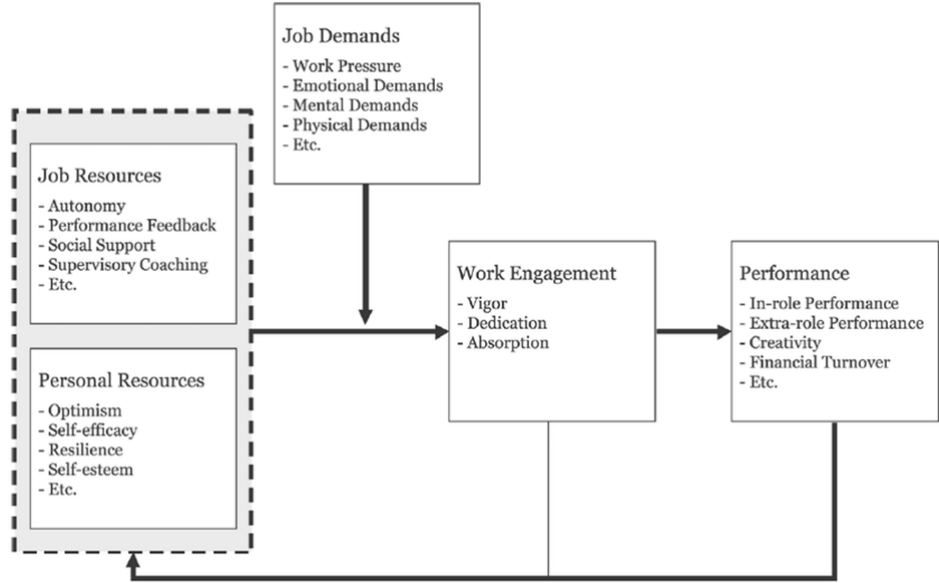 Job Demands
- Work Pressure
- Emotional Demands
- Mental Demands
- Physical Demands
- Etc.
Job Resources
- Autonomy
- Performance Feedback
- Social Support
- Supervisory Coaching
- Etc.
Personal Resources
- Optimism
- Self-efficacy
- Resilience
- Self-esteem
- Etc.
Work Engagement
- Vigor
- Dedication
- Absorption
Performance
- In-role Performance
- Extra-role Performance
- Creativity
- Financial Turnover
- Etc.